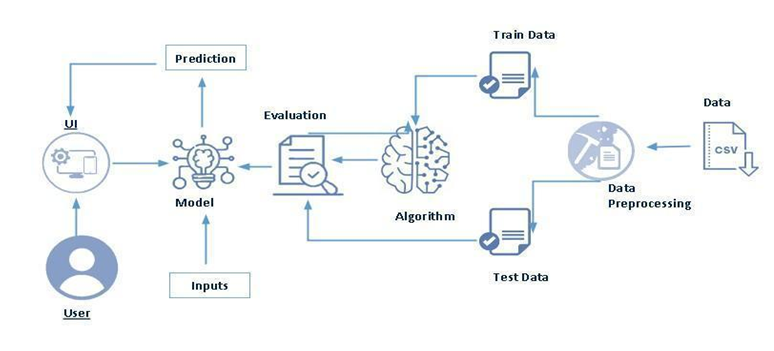 Train Data
Prediction
Evaluation
Data
UI
CSV
Model
Algorithm
Data
Preprocessing
Test Data
Inputs
User